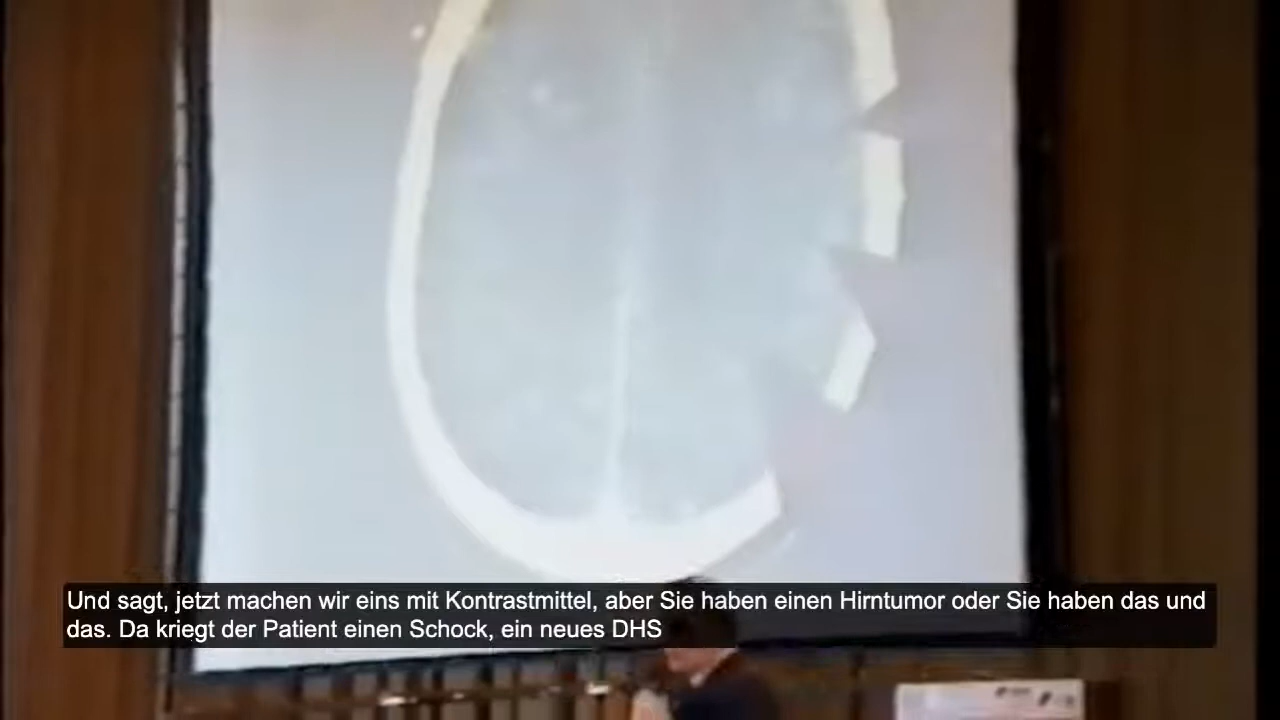 Und sagt, jetzt machen wir eins mit Kontrastmittel, aber Sie haben einen Hirntumor oder Sie haben das und
das. Da kriegt der Patient einen Schock, ein neues DHS